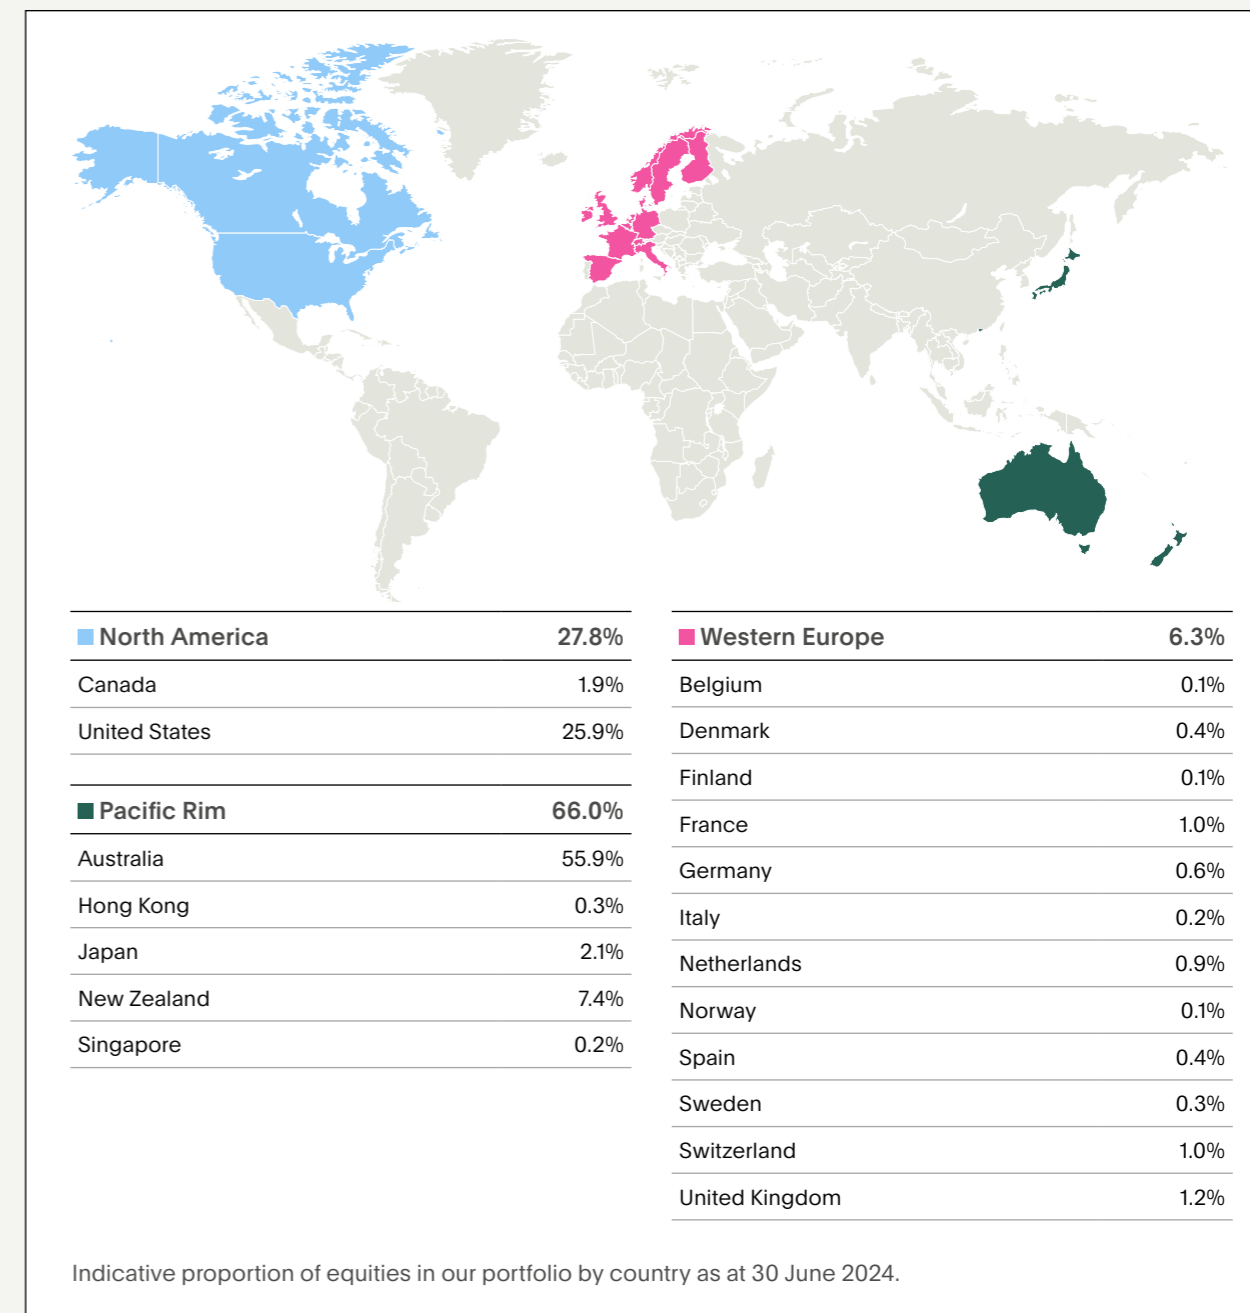 North America 27.8%
Canada 1.9%
United States 25.9%
Pacific Rim 66.0%
Australia 55.9%
Hong Kong 0.3%
Japan 2.1%
New Zealand 7.4%
Singapore 0.2%
Western Europe 6.3%
Belgium 0.1%
Denmark 0.4%
Finland 0.1%
France 1.0%
Germany 0.6%
Italy 0.2%
Netherlands 0.9%
Norway 0.1%
Spain 0.4%
Sweden 0.3%
Switzerland 1.0%
United Kingdom 1.2%
Indicative proportion of equities in our portfolio by country as at 30 June 2024.